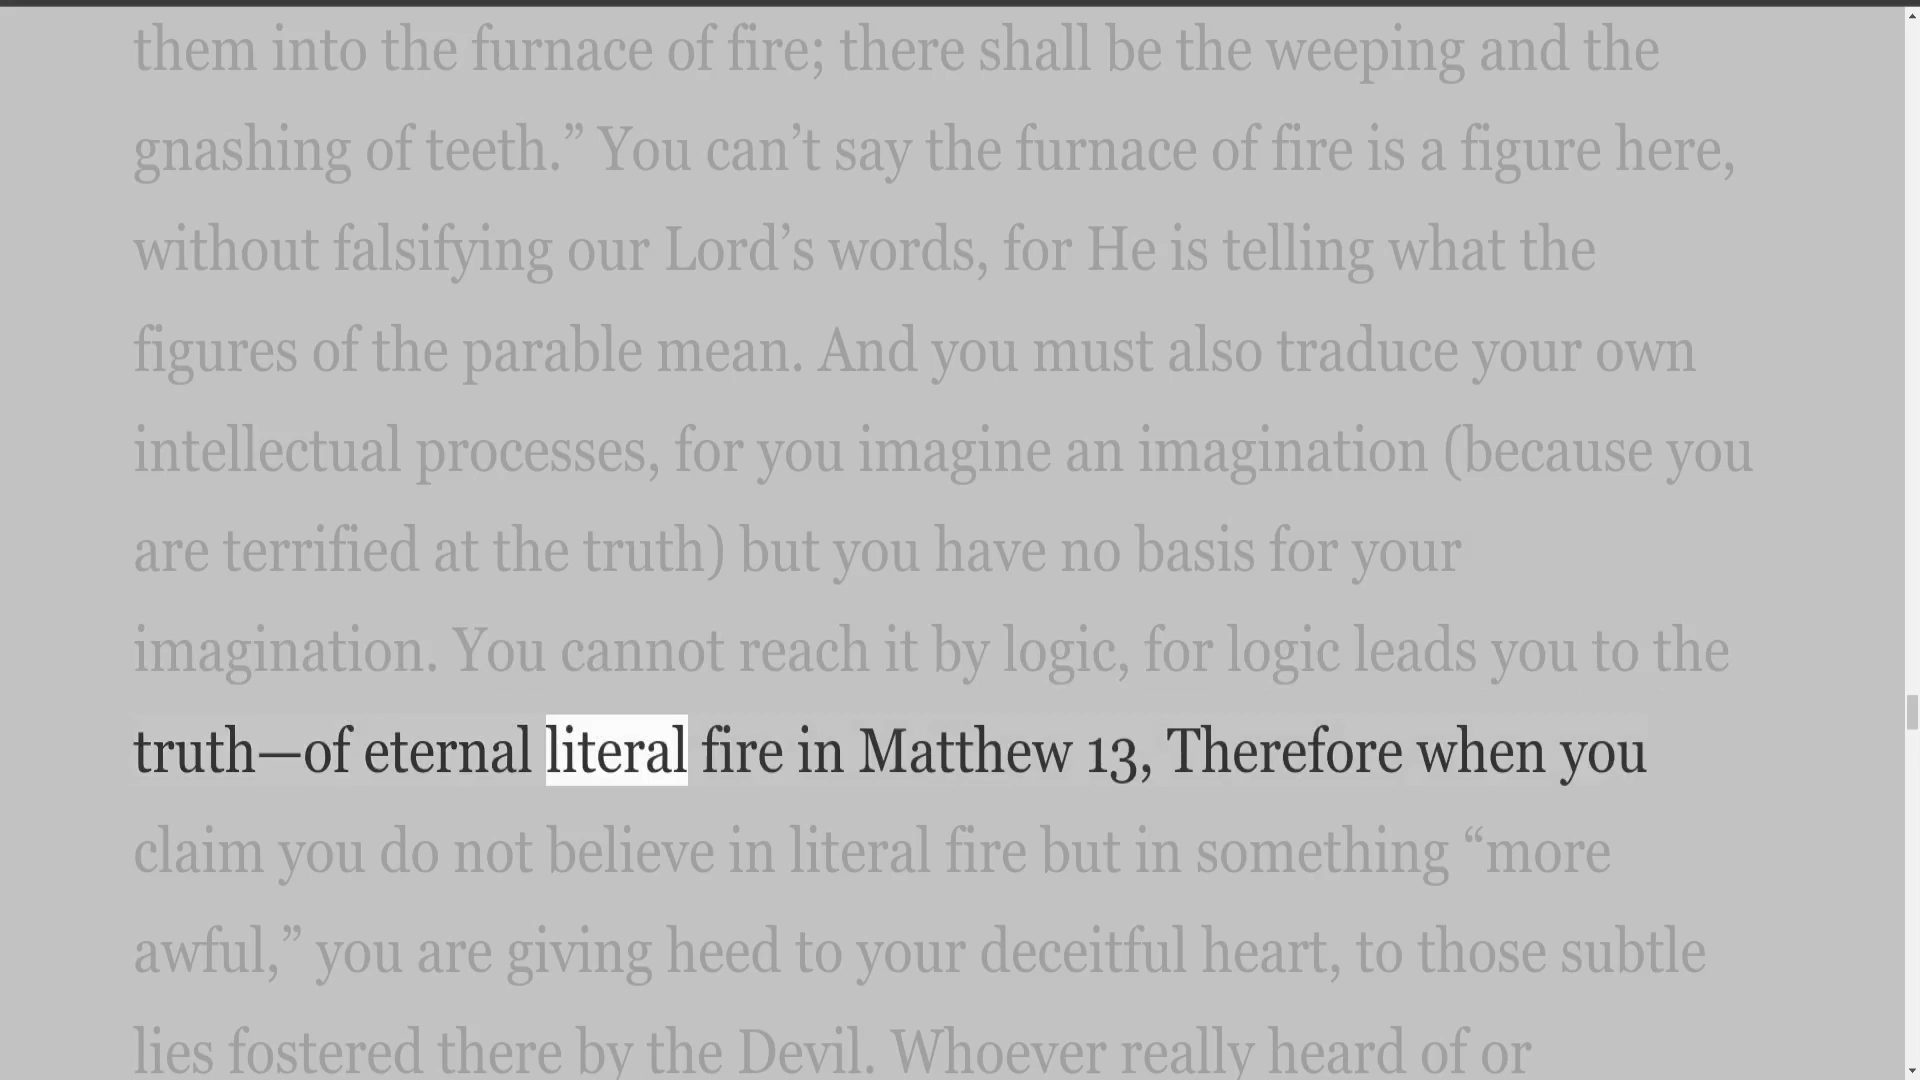 them into the furnace of fire; there shall be the weeping and the
gnashing of teeth.” You can’t say the furnace of fire is a figure here,
without falsifying our Lord’s words, for He is telling what the
figures of the parable mean. And you must also traduce your own
intellectual processes, for you imagine an imagination (because you
are terrified at the truth) but you have no basis for your
imagination. You cannot reach it by logic, for logic leads you to the
truth—of eternal literal fire in Matthew 13, Therefore when you
claim you do not believe in literal fire but in something “more
awful,” you are giving heed to your deceitful heart, to those subtle
lies fostered there by the Devil. Whoever really heard of or